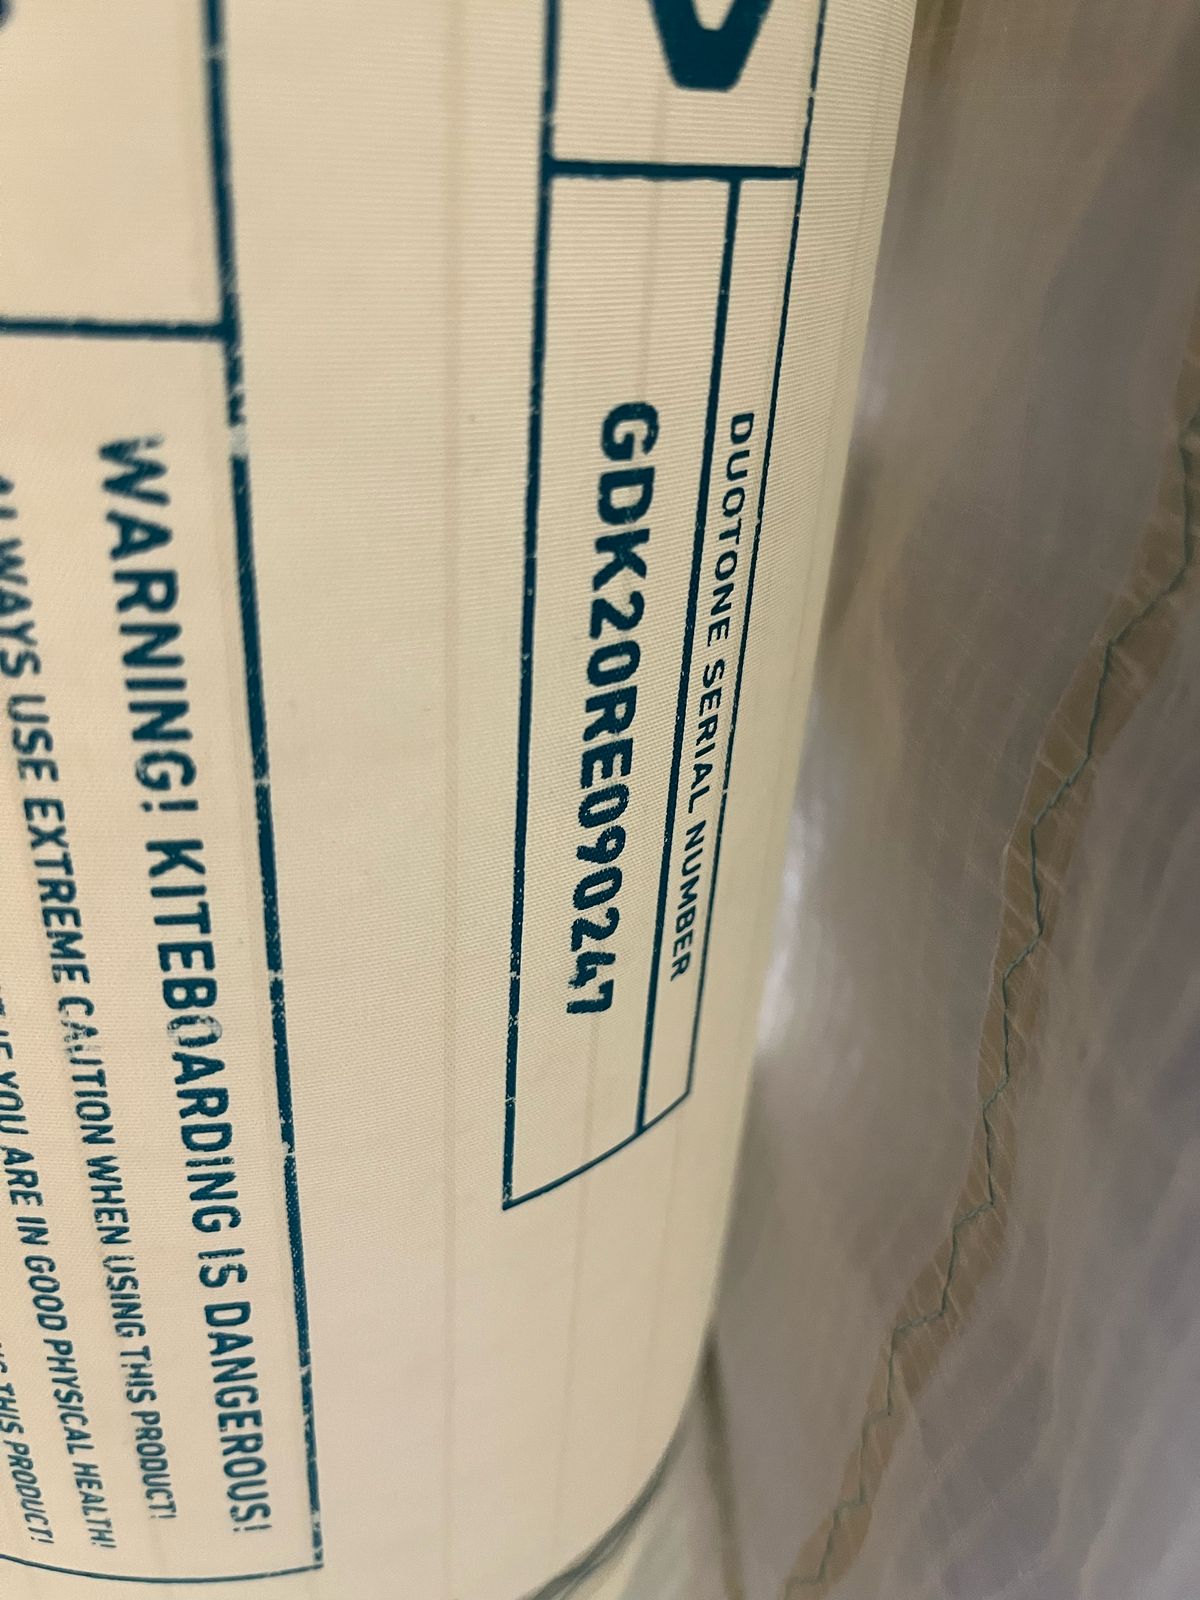 DUOTONE SERIAL NUMBER
GDK20RE090247
WARNING! KITEBOARDING IS DANGEROUS!
ALWAYS USE EXTREME CAUTION WHEN USING THIS PRODUCT!
IF YOU ARE IN GOOD PHYSICAL HEALTH!
THIS PRODUCT!